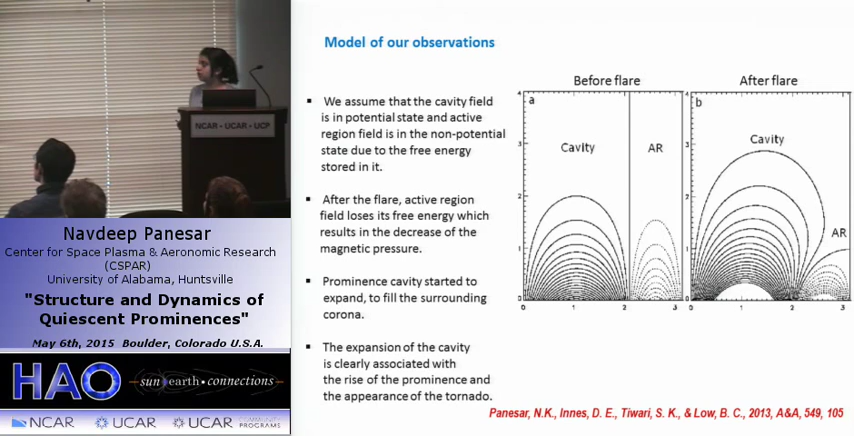 Model of our observations
We assume that the cavity field
is in potential state and active
region field is in the non-potential
state due to the free energy
stored in it.
After the flare, active region
field loses its free energy which
results in the decrease of the
magnetic pressure.
Prominence cavity started to
expand, to fill the surrounding
corona.
The expansion of the cavity
is clearly associated with
the rise of the prominence and
the appearance of the tornado.
Before flare
After flare
a
Cavity
AR
4
3
2
1
0
0 1 2 3
b
Cavity
AR
4
3
2
1
0
0 1 2 3
Panesar, N.K., Innes, D. E., Tiwari, S. K., & Low, B. C., 2013, A&A, 549, 105
NCAR • UCAR • UCP
Navdeep Panesar
Center for Space Plasma & Aeronomic Research
(CSPAR)
University of Alabama, Huntsville
"Structure and Dynamics of
Quiescent Prominences"
May 6th, 2015 Boulder, Colorado U.S.A.
HAO
sun earth • connections
NCAR
UCAR
UCAR COMMUNITY
PROGRAMS